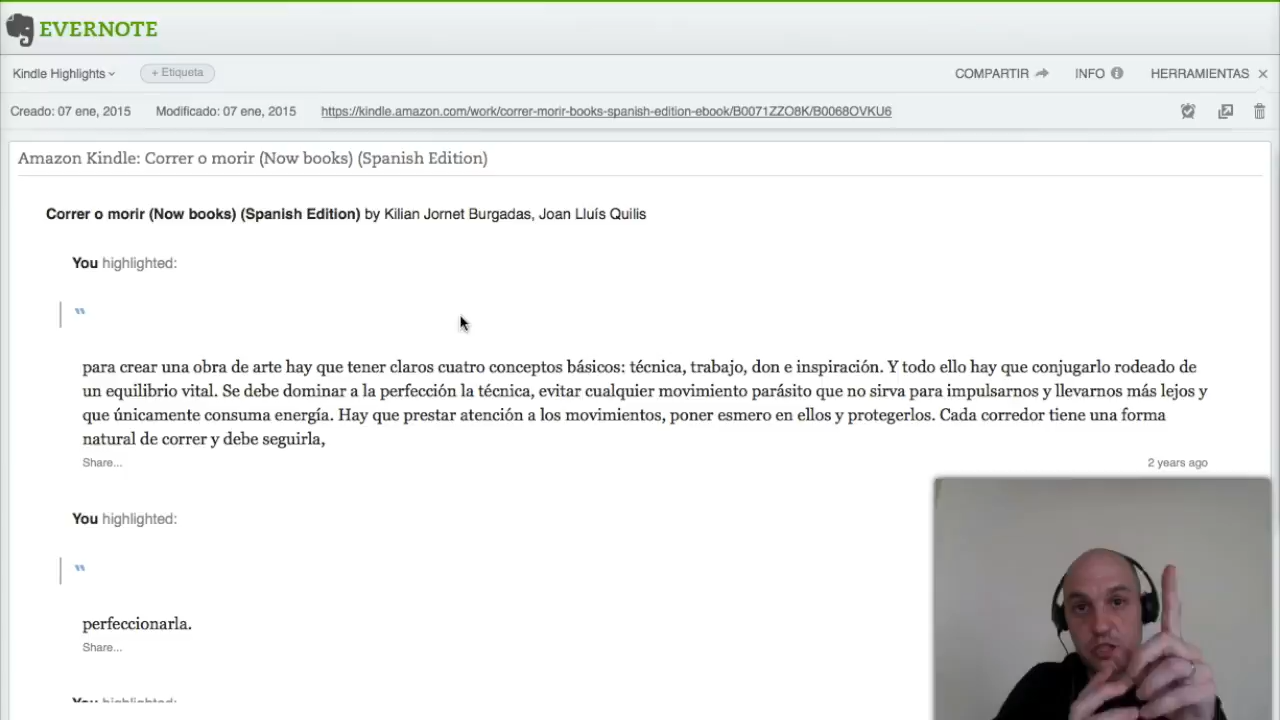 EVERNOTE
Kindle Highlights
+ Etiqueta
COMPARTIR
INFO
HERRAMIENTAS
Creado: 07 ene, 2015
Modificado: 07 ene, 2015
https://kindle.amazon.com/work/correr-morir-books-spanish-edition-ebook/B0071ZZO8K/B0068OVKU6
Amazon Kindle: Correr o morir (Now books) (Spanish Edition)
Correr o morir (Now books) (Spanish Edition) by Kilian Jornet Burgadas, Joan Lluís Quilis
You highlighted:
"
para crear una obra de arte hay que tener claros cuatro conceptos básicos: técnica, trabajo, don e inspiración. Y todo ello hay que conjugarlo rodeado de
un equilibrio vital. Se debe dominar a la perfección la técnica, evitar cualquier movimiento parásito que no sirva para impulsarnos y llevarnos más lejos y
que únicamente consuma energía. Hay que prestar atención a los movimientos, poner esmero en ellos y protegerlos. Cada corredor tiene una forma
natural de correr y debe seguirla,
Share...
2 years ago
You highlighted:
"
perfeccionarla.
Share...
You highlighted: